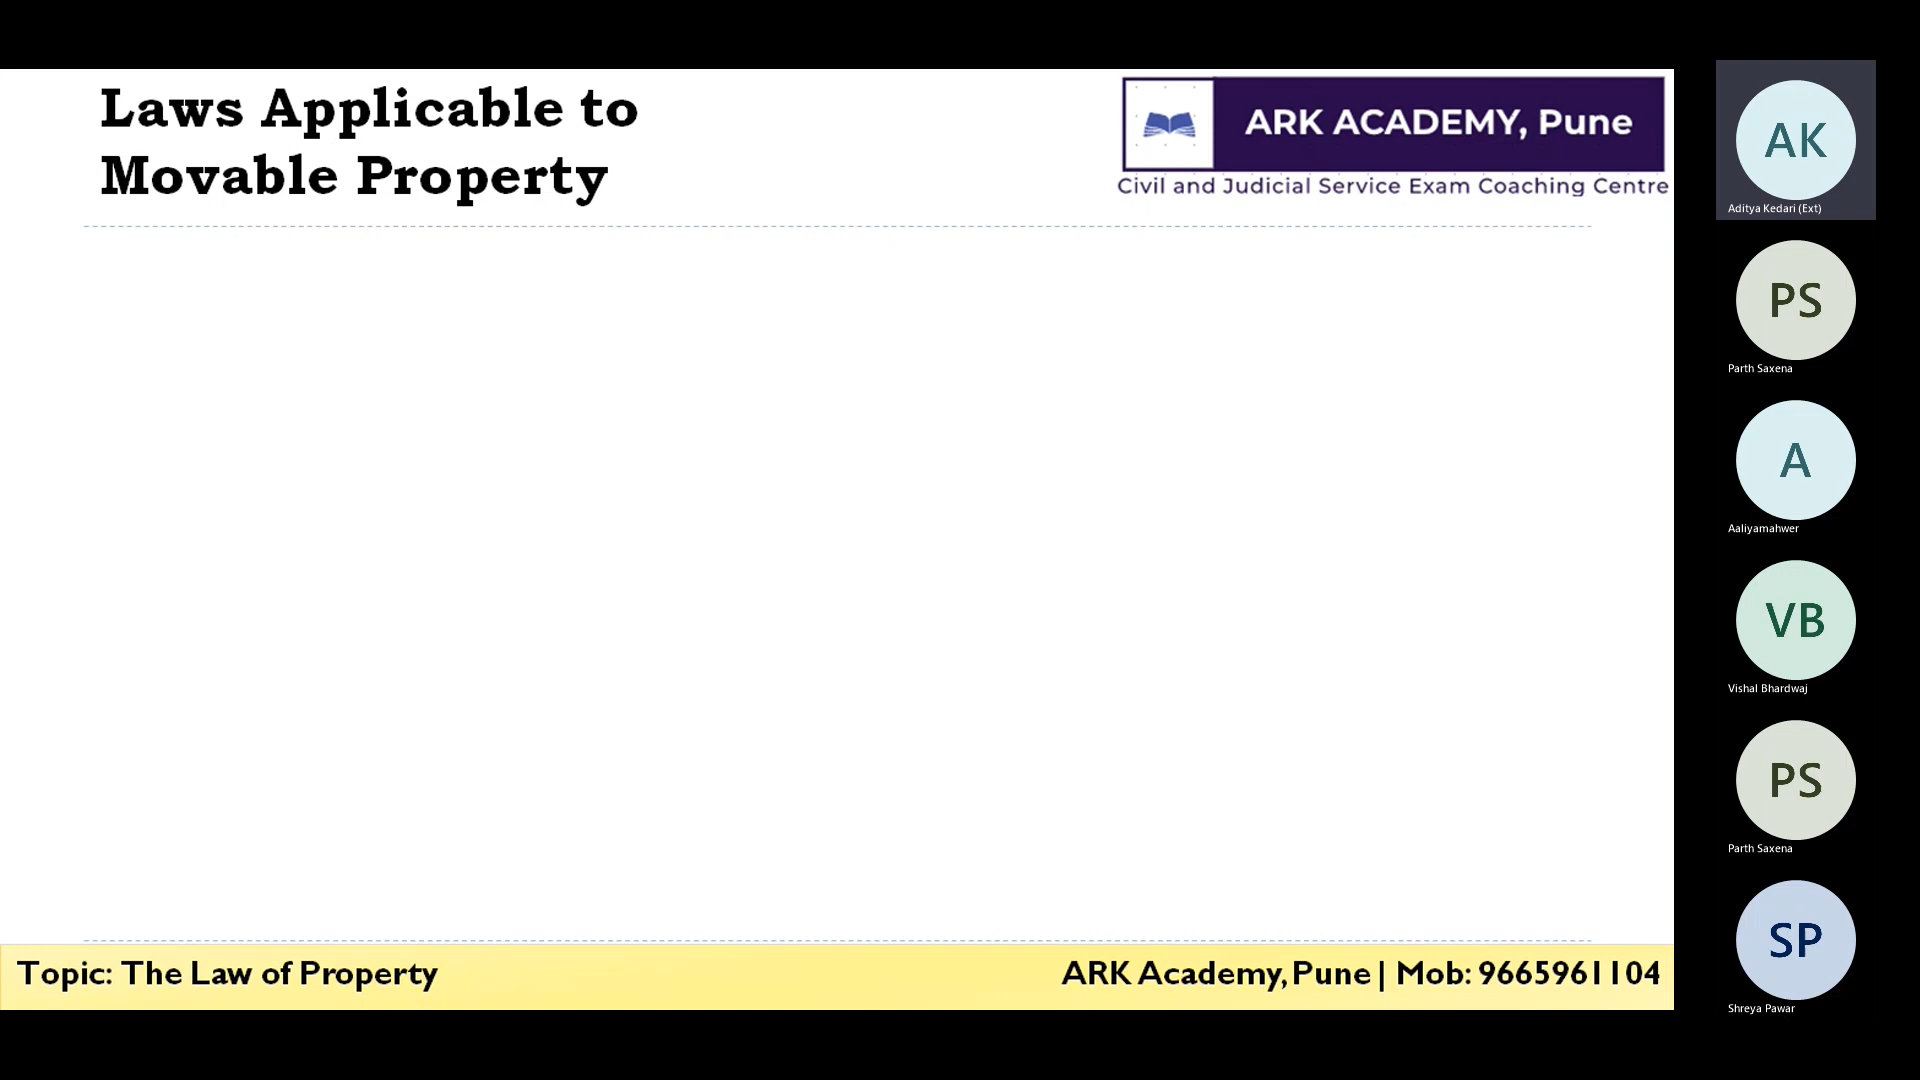 Laws Applicable to
Movable Property
ARK ACADEMY, Pune
Civil and Judicial Service Exam Coaching Centre
Topic: The Law of Property
ARK Academy, Pune | Mob: 9665961104
AK
Aditya Kedari (Ext)
PS
Parth Saxena
A
Aaliyamahwer
VB
Vishal Bhardwaj
PS
Parth Saxena
SP
Shreya Pawar